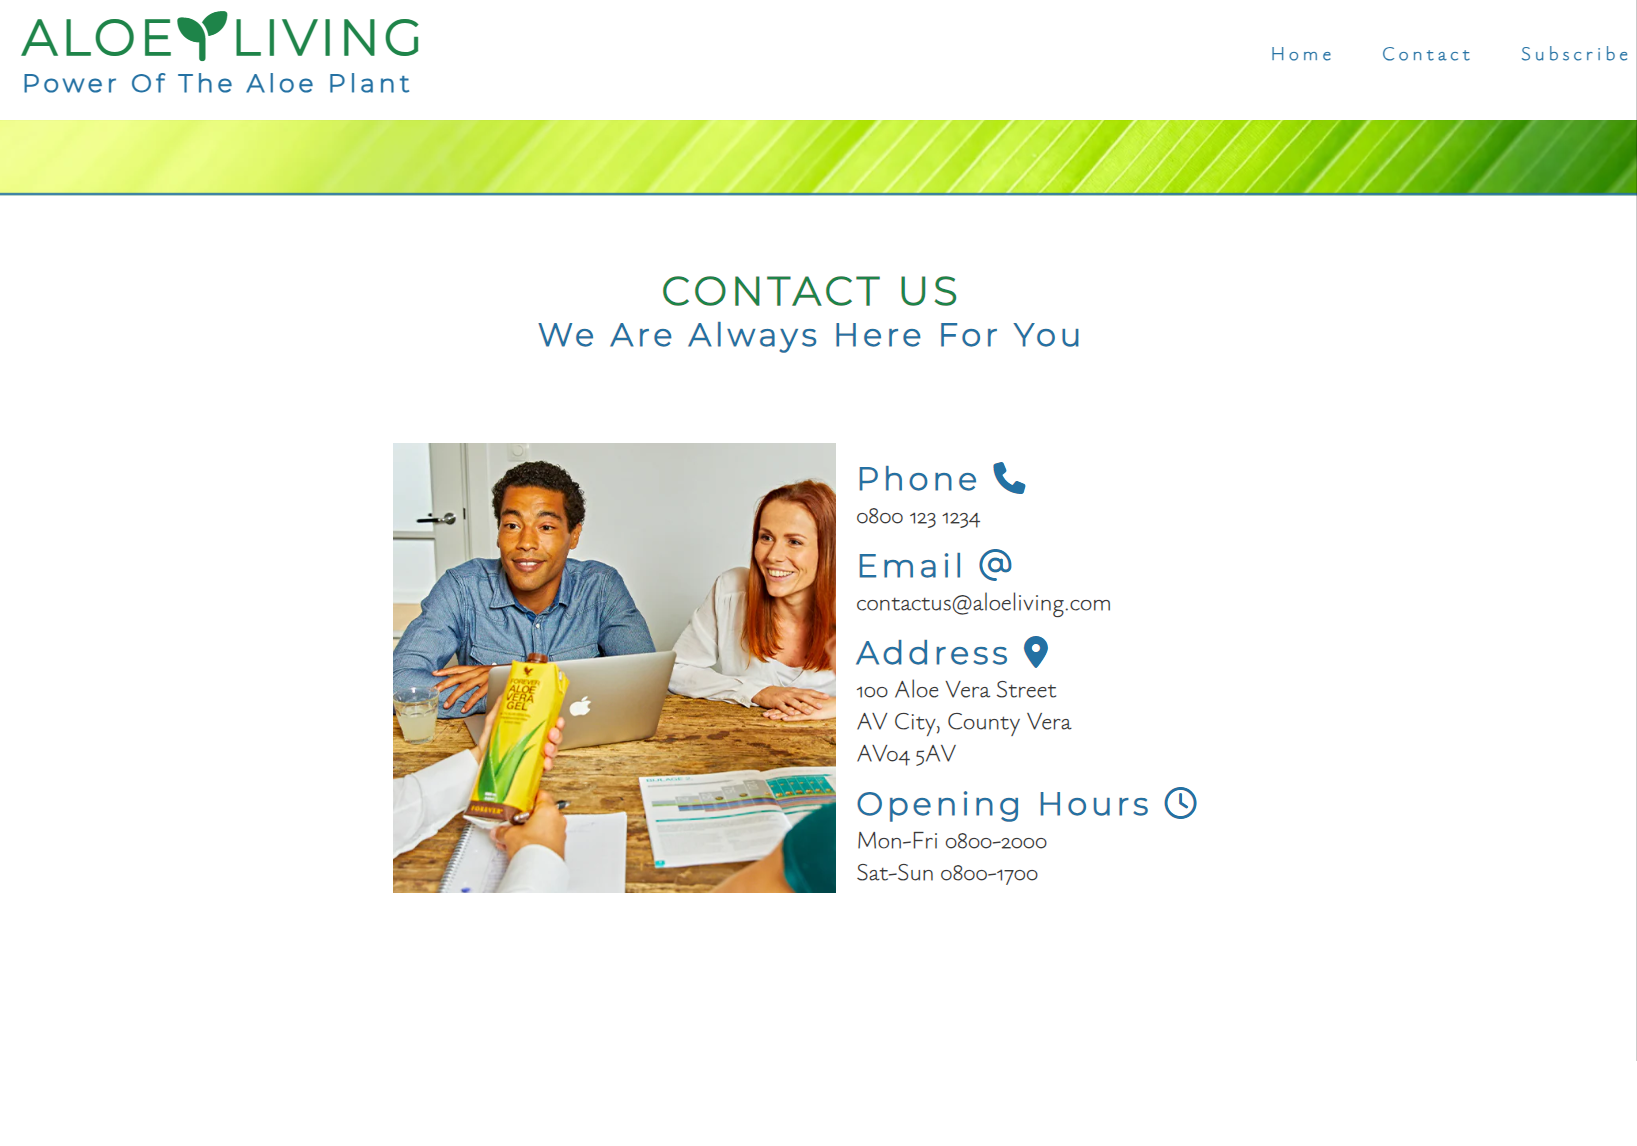 ALOE LIVING
Power Of The Aloe Plant
Home Contact Subscribe
CONTACT US
We Are Always Here For You
FOREVER
ALOE
VERA
GEL
FOREVER
Phone
0800 123 1234
Email @
contactus@aloeliving.com
Address
100 Aloe Vera Street
AV City, County Vera
AV04 5AV
Opening Hours
Mon-Fri 0800-2000
Sat-Sun 0800-1700